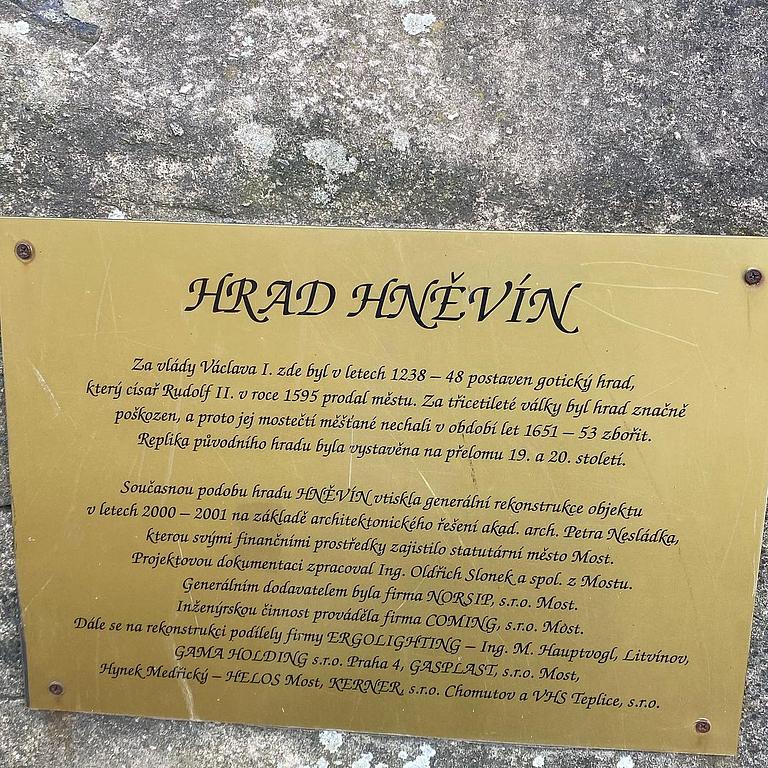 HRAD HNĚVÍN
Za vlády Václava I. zde byl v letech 1238 – 48 postaven gotický hrad,
který císař Rudolf II. v roce 1595 prodal městu. Za třicetileté války byl hrad značně
poškozen, a proto jej mostečtí měšťané nechali v období let 1651 – 53 zbořit.
Replika původního hradu byla vystavěna na přelomu 19. a 20. století.
Současnou podobu hradu HNĚVÍN vtiskla generální rekonstrukce objektu
v letech 2000 – 2001 na základě architektonického řešení akad. arch. Petra Nesládka,
kterou svými finančními prostředky zajistilo statutární město Most.
Projektovou dokumentaci zpracoval Ing. Oldřich Slonek a spol. z Mostu.
Generálním dodavatelem byla firma NORSIP, s.r.o. Most.
Inženýrskou činnost prováděla firma COMING, s.r.o. Most.
Dále se na rekonstrukci podílely firmy ERGOLIGHTING – Ing. M. Hauptvogl, Litvínov,
GAMA HOLDING s.r.o. Praha 4, GASPLAST, s.r.o. Most,
Hynek Medřický – HELOS Most, KERNER, s.r.o. Chomutov a VHS Teplice, s.r.o.